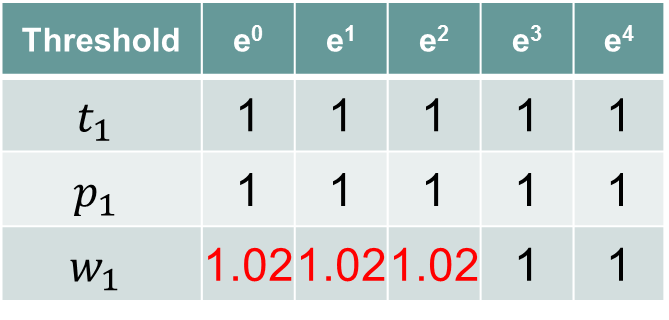 Threshold e⁰ e¹ e² e³ e⁴
t₁ 1 1 1 1 1
p₁ 1 1 1 1 1
w₁ 1.02 1.02 1.02 1 1